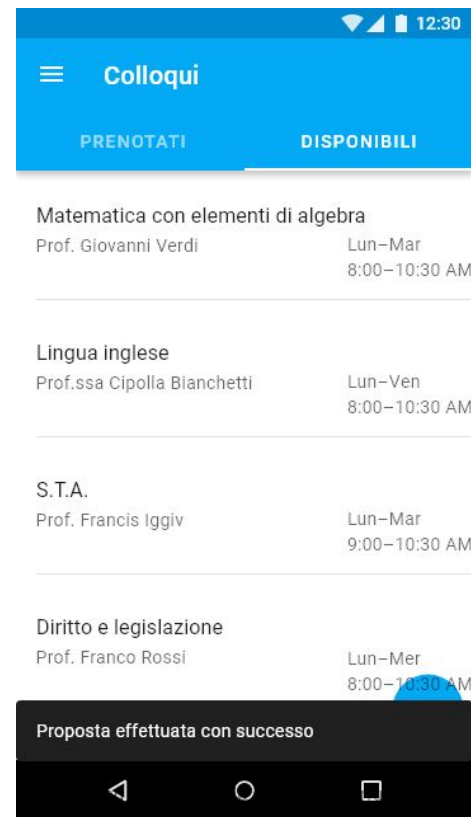 12:30
Colloqui
PRENOTATI DISPONIBILI
Matematica con elementi di algebra
Prof. Giovanni Verdi Lun–Mar
8:00–10:30 AM
Lingua inglese
Prof.ssa Cipolla Bianchetti Lun–Ven
8:00–10:30 AM
S.T.A.
Prof. Francis Iggiv Lun–Mar
9:00–10:30 AM
Diritto e legislazione
Prof. Franco Rossi Lun–Mer
8:00–10:30 AM
Proposta effettuata con successo